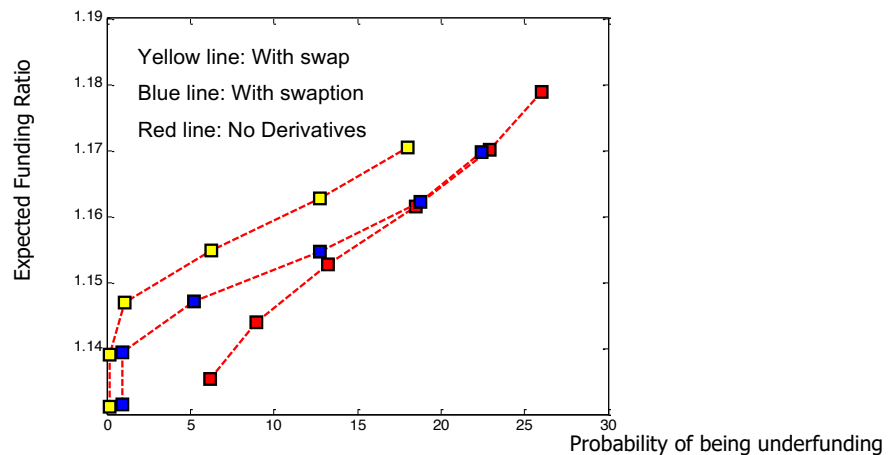 1.19
Yellow line: With swap
1.18
Blue line: With swaption
Red line: No Derivatives
1.17
Expected Funding Ratio
1.16
1.15
1.14
0 5 10 15 20 25 30
Probability of being underfunding